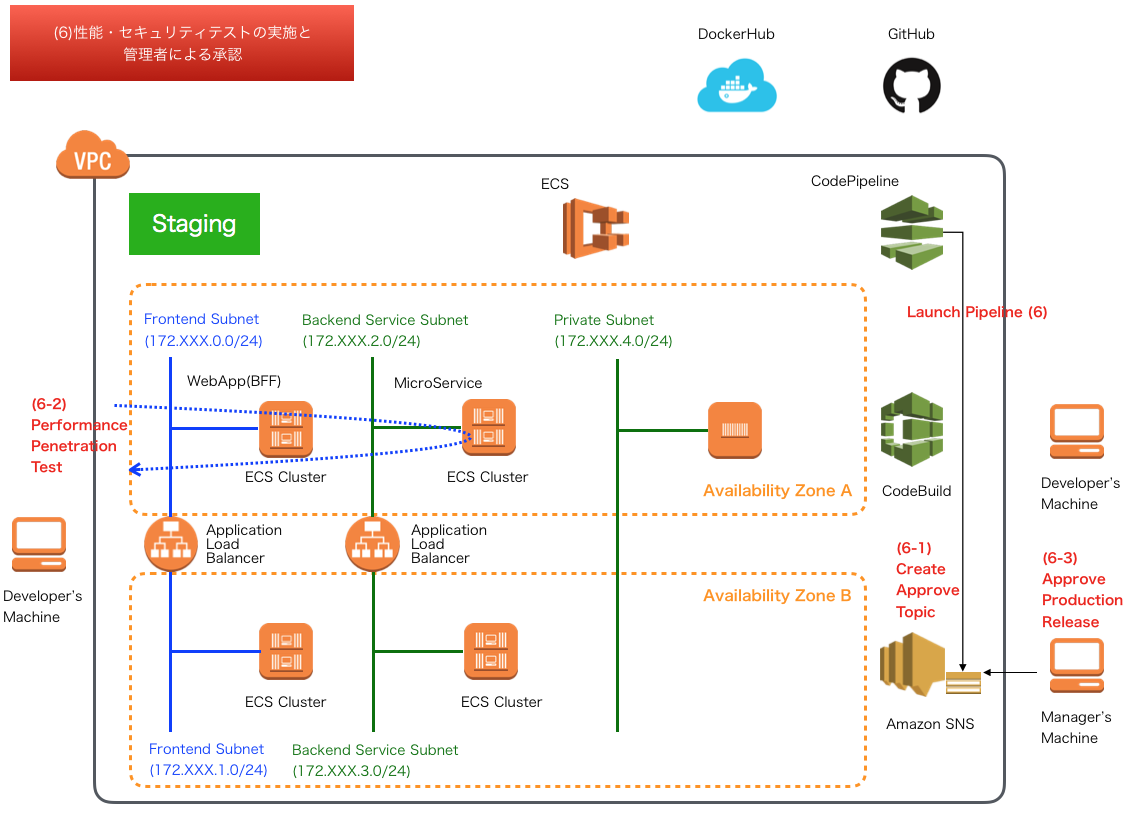 (6)性能・セキュリティテストの実施と
管理者による承認
DockerHub
GitHub
VPC
Staging
ECS
CodePipeline
Launch Pipeline (6)
Frontend Subnet
(172.XXX.0.0/24)
Backend Service Subnet
(172.XXX.2.0/24)
Private Subnet
(172.XXX.4.0/24)
WebApp(BFF)
MicroService
(6-2)
Performance
Penetration
Test
ECS Cluster
ECS Cluster
Availability Zone A
CodeBuild
Developer's
Machine
Application
Load
Balancer
Application
Load
Balancer
Developer's
Machine
(6-1)
Create
Approve
Topic
(6-3)
Approve
Production
Release
Availability Zone B
ECS Cluster
ECS Cluster
Amazon SNS
Manager's
Machine
Frontend Subnet
(172.XXX.1.0/24)
Backend Service Subnet
(172.XXX.3.0/24)